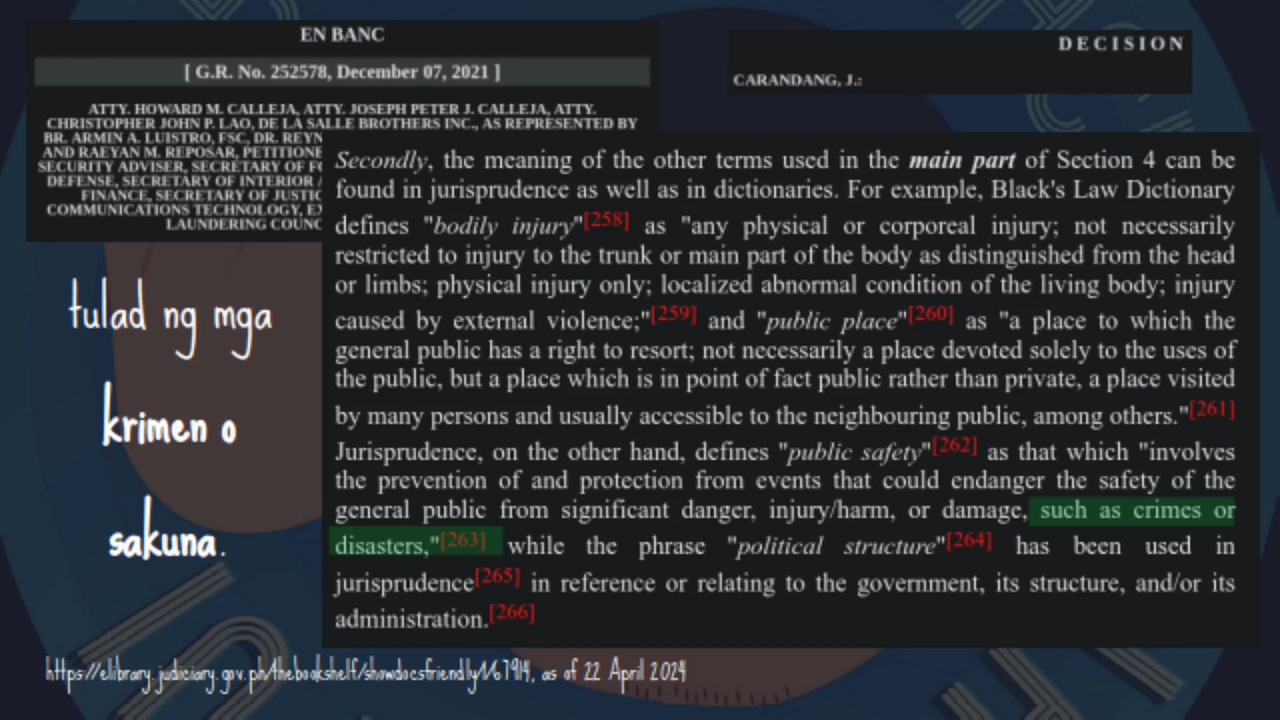 EN BANC
[ G.R. No. 252578, December 07, 2021 ]
ATTY. HOWARD M. CALLEJA, ATTY. JOSEPH PETER J. CALLEJA, ATTY.
CHRISTOPHER JOHN P. LAO, DE LA SALLE BROTHERS INC., AS REPRESENTED BY
BR. ARMIN A. LUISTRO, FSC, DR. REYN
AND RAEYAN M. REPOSAR, PETITIONE
SECURITY ADVISER, SECRETARY OF FO
DEFENSE, SECRETARY OF INTERIOR
FINANCE, SECRETARY OF JUSTIC
COMMUNICATIONS TECHNOLOGY, EX
LAUNDERING COUNC
DECISION
CARANDANG, J.:
Secondly, the meaning of the other terms used in the main part of Section 4 can be
found in jurisprudence as well as in dictionaries. For example, Black's Law Dictionary
defines "bodily injury"[258] as "any physical or corporeal injury; not necessarily
restricted to injury to the trunk or main part of the body as distinguished from the head
or limbs; physical injury only; localized abnormal condition of the living body; injury
caused by external violence;"[259] and "public place"[260] as "a place to which the
general public has a right to resort; not necessarily a place devoted solely to the uses of
the public, but a place which is in point of fact public rather than private, a place visited
by many persons and usually accessible to the neighbouring public, among others."[261]
Jurisprudence, on the other hand, defines "public safety"[262] as that which "involves
the prevention of and protection from events that could endanger the safety of the
general public from significant danger, injury/harm, or damage, such as crimes or
disasters,"[263] while the phrase "political structure"[264] has been used in
jurisprudence[265] in reference or relating to the government, its structure, and/or its
administration.[266]
tulad ng mga
krimen o
sakuna.
https://elibrary.judiciary.gov.ph/thebookshelf/showdocsfriendly/1/67914, as of 22 April 2024